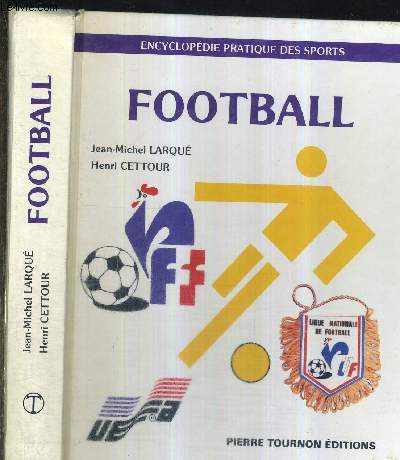 ENCYCLOPÉDIE PRATIQUE DES SPORTS
FOOTBALL
Jean-Michel LARQUÉ
Henri CETTOUR
fff
LIGUE NATIONALE
DE FOOTBALL
UEFA
PIERRE TOURNON ÉDITIONS
FOOTBALL
Jean-Michel LARQUÉ
Henri CETTOUR